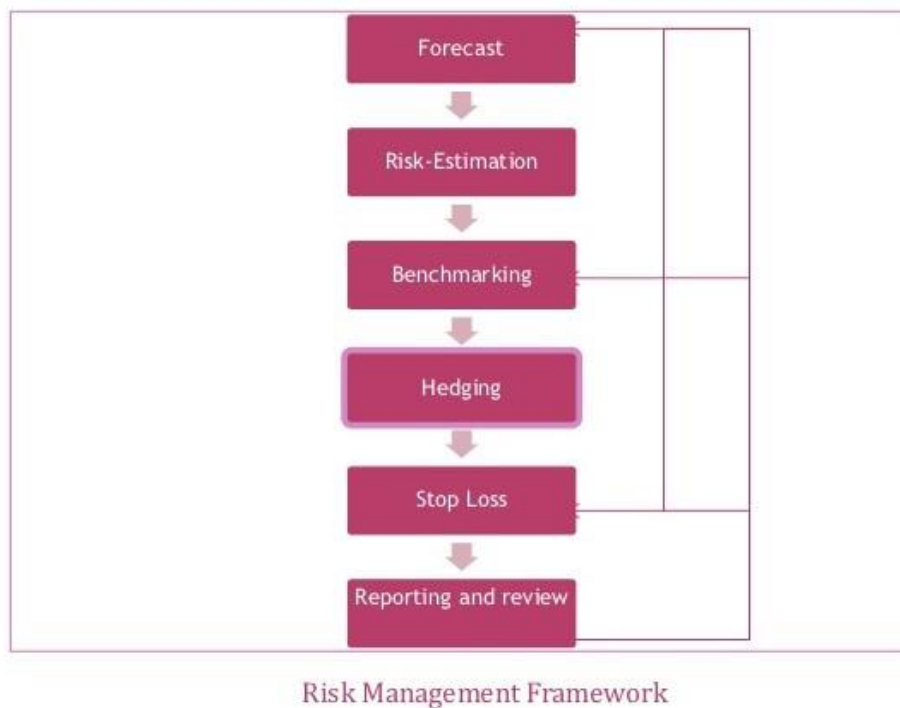 Forecast
Risk-Estimation
Benchmarking
Hedging
Stop Loss
Reporting and review
Risk Management Framework